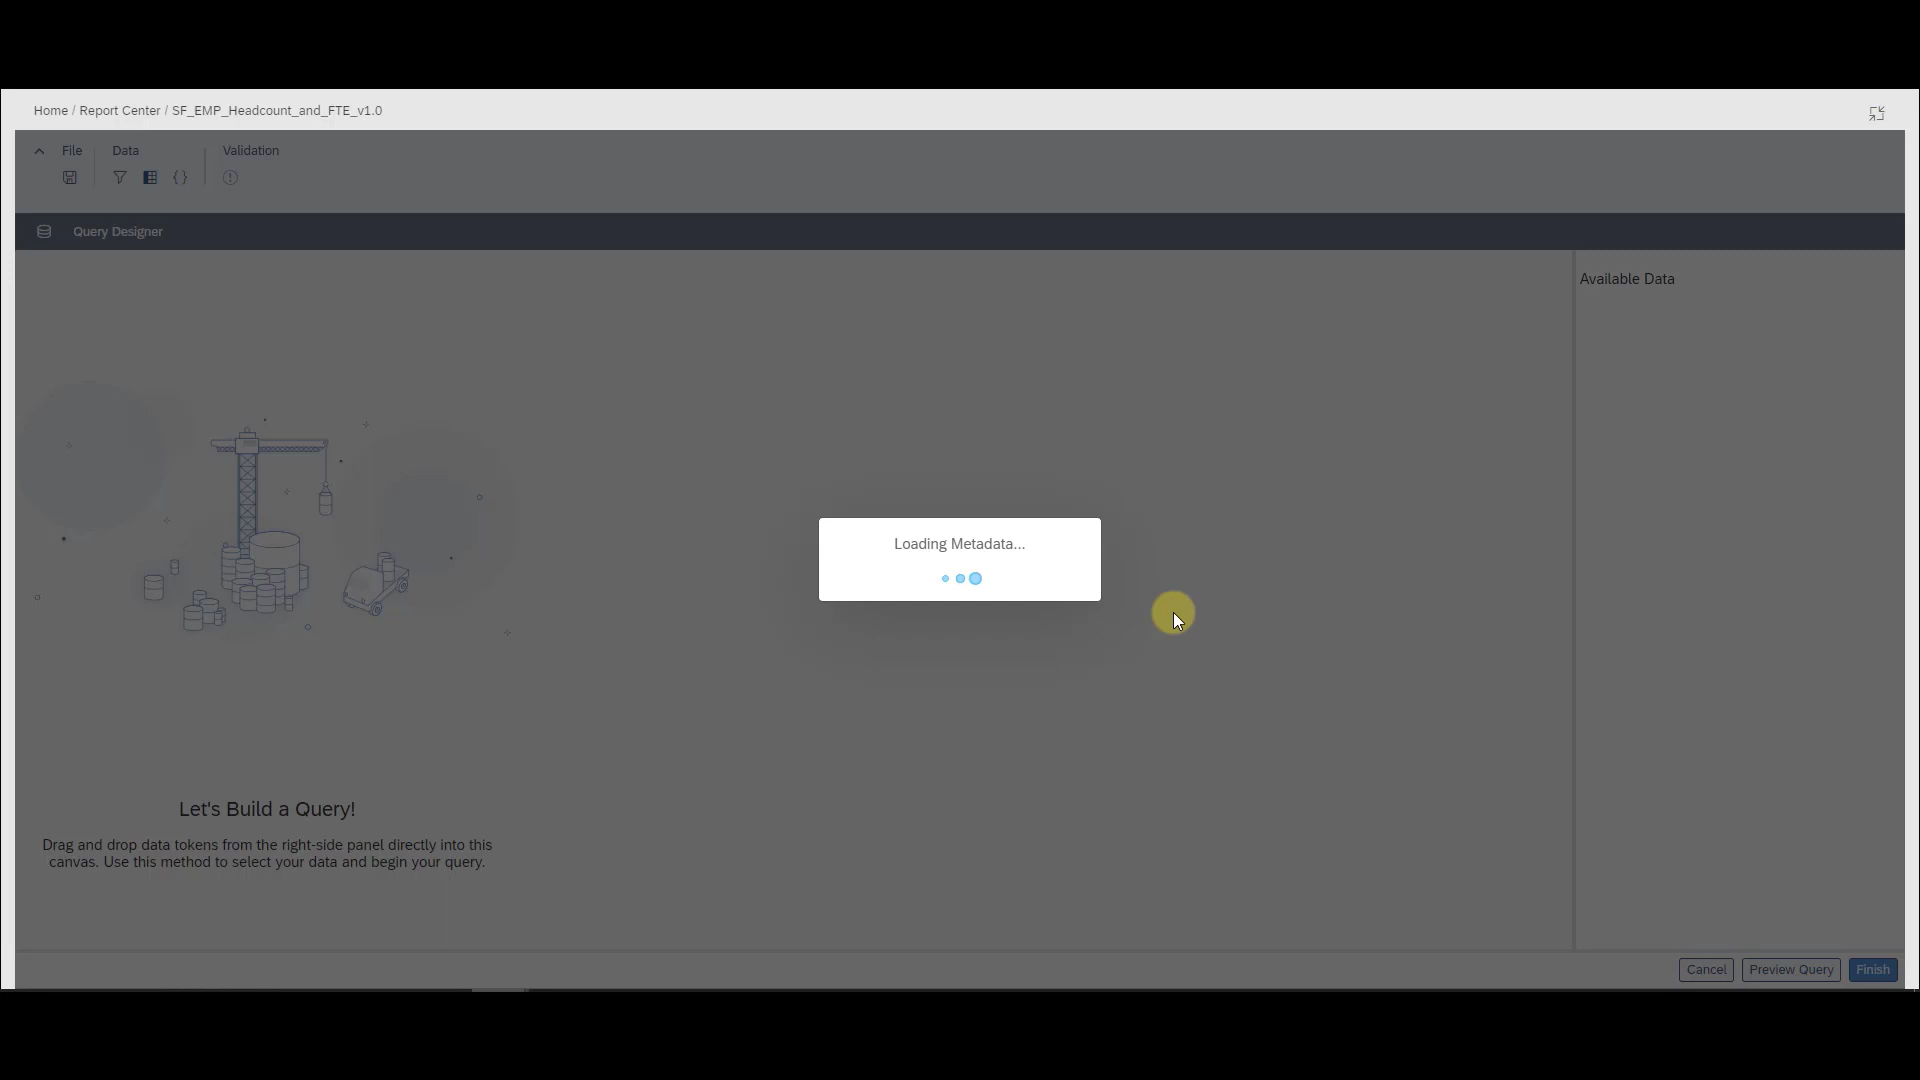 Home / Report Center / SF_EMP_Headcount_and_FTE_v1.0
File Data Validation
Query Designer
Available Data
Loading Metadata...
Let's Build a Query!
Drag and drop data tokens from the right-side panel directly into this
canvas. Use this method to select your data and begin your query.
Cancel Preview Query Finish